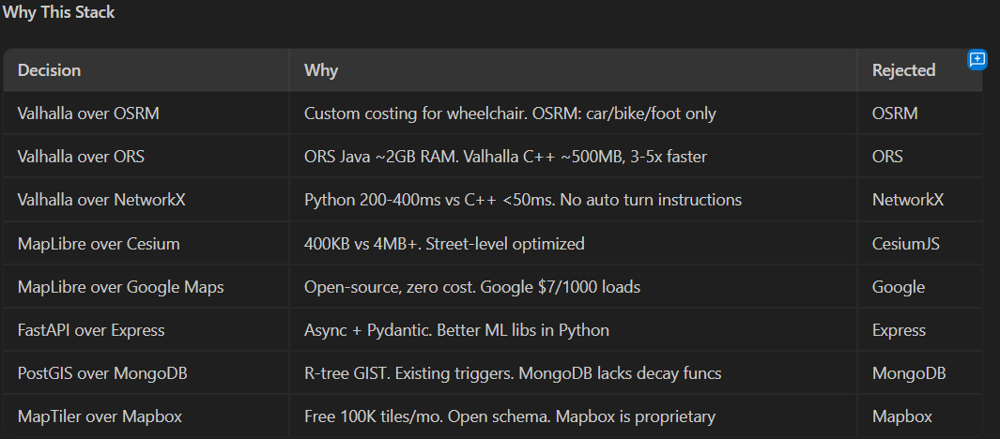 Why This Stack
Decision Why Rejected
Valhalla over OSRM Custom costing for wheelchair. OSRM: car/bike/foot only OSRM
Valhalla over ORS ORS Java ~2GB RAM. Valhalla C++ ~500MB, 3-5x faster ORS
Valhalla over NetworkX Python 200-400ms vs C++ <50ms. No auto turn instructions NetworkX
MapLibre over Cesium 400KB vs 4MB+. Street-level optimized CesiumJS
MapLibre over Google Maps Open-source, zero cost. Google $7/1000 loads Google
FastAPI over Express Async + Pydantic. Better ML libs in Python Express
PostGIS over MongoDB R-tree GIST. Existing triggers. MongoDB lacks decay funcs MongoDB
MapTiler over Mapbox Free 100K tiles/mo. Open schema. Mapbox is proprietary Mapbox